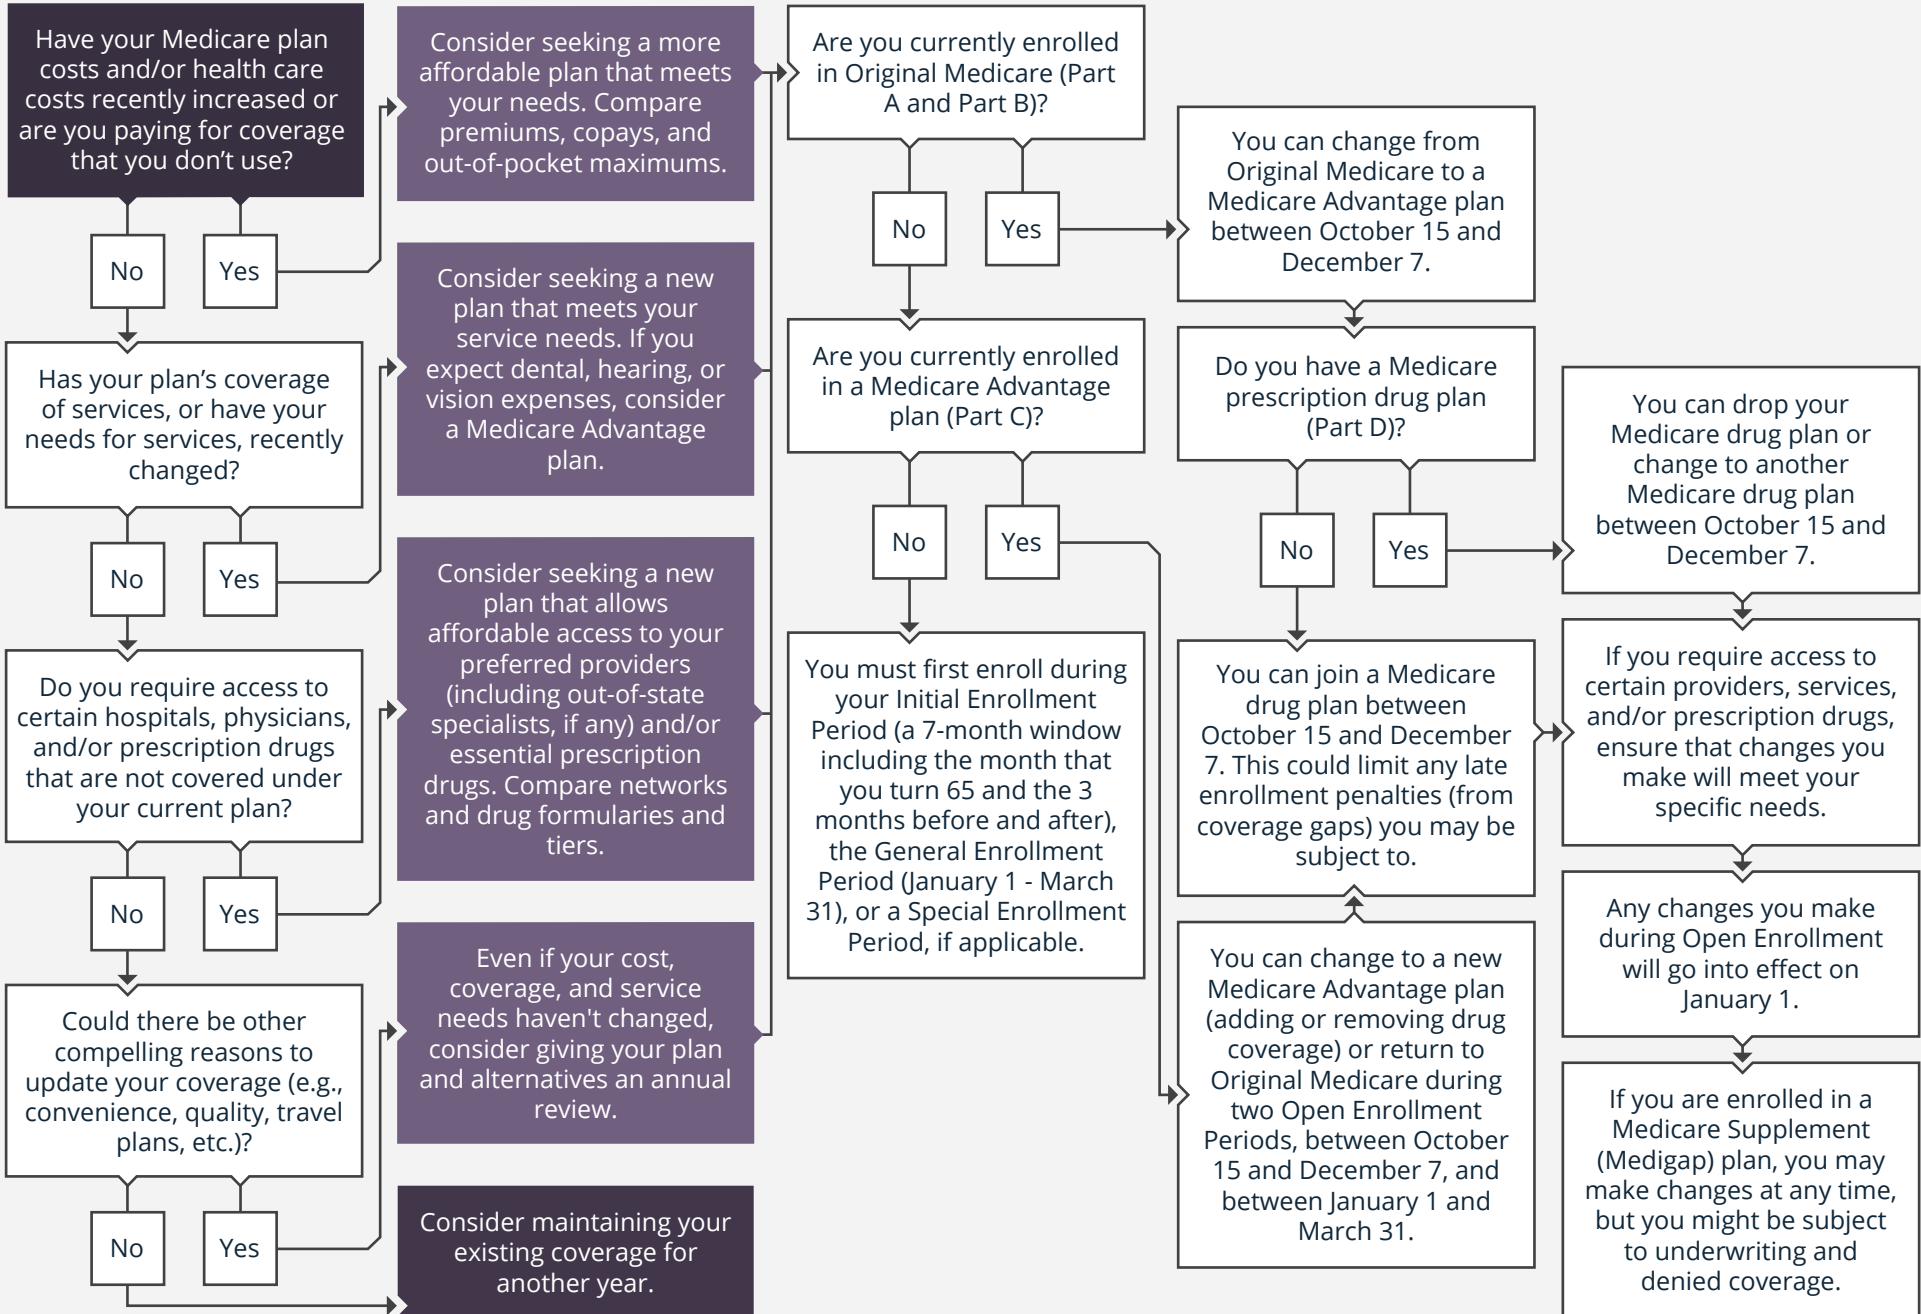 Have your Medicare plan
costs and/or health care
costs recently increased or
are you paying for coverage
that you don’t use?
No
Yes
Has your plan’s coverage
of services, or have your
needs for services, recently
changed?
No
Yes
Do you require access to
certain hospitals, physicians,
and/or prescription drugs
that are not covered under
your current plan?
No
Yes
Could there be other
compelling reasons to
update your coverage (e.g.,
convenience, quality, travel
plans, etc.)?
No
Yes
Consider seeking a more
affordable plan that meets
your needs. Compare
premiums, copays, and
out-of-pocket maximums.
Consider seeking a new
plan that meets your
service needs. If you
expect dental, hearing, or
vision expenses, consider
a Medicare Advantage
plan.
Consider seeking a new
plan that allows
affordable access to your
preferred providers
(including out-of-state
specialists, if any) and/or
essential prescription
drugs. Compare networks
and drug formularies and
tiers.
Even if your cost,
coverage, and service
needs haven't changed,
consider giving your plan
and alternatives an annual
review.
Consider maintaining your
existing coverage for
another year.
Are you currently enrolled
in Original Medicare (Part
A and Part B)?
No
Yes
Are you currently enrolled
in a Medicare Advantage
plan (Part C)?
No
Yes
You must first enroll during
your Initial Enrollment
Period (a 7-month window
including the month that
you turn 65 and the 3
months before and after),
the General Enrollment
Period (January 1 - March
31), or a Special Enrollment
Period, if applicable.
You can change from
Original Medicare to a
Medicare Advantage plan
between October 15 and
December 7.
Do you have a Medicare
prescription drug plan
(Part D)?
No
Yes
You can join a Medicare
drug plan between
October 15 and December
7. This could limit any late
enrollment penalties (from
coverage gaps) you may be
subject to.
You can change to a new
Medicare Advantage plan
(adding or removing drug
coverage) or return to
Original Medicare during
two Open Enrollment
Periods, between October
15 and December 7, and
between January 1 and
March 31.
You can drop your
Medicare drug plan or
change to another
Medicare drug plan
between October 15 and
December 7.
If you require access to
certain providers, services,
and/or prescription drugs,
ensure that changes you
make will meet your
specific needs.
Any changes you make
during Open Enrollment
will go into effect on
January 1.
If you are enrolled in a
Medicare Supplement
(Medigap) plan, you may
make changes at any time,
but you might be subject
to underwriting and
denied coverage.